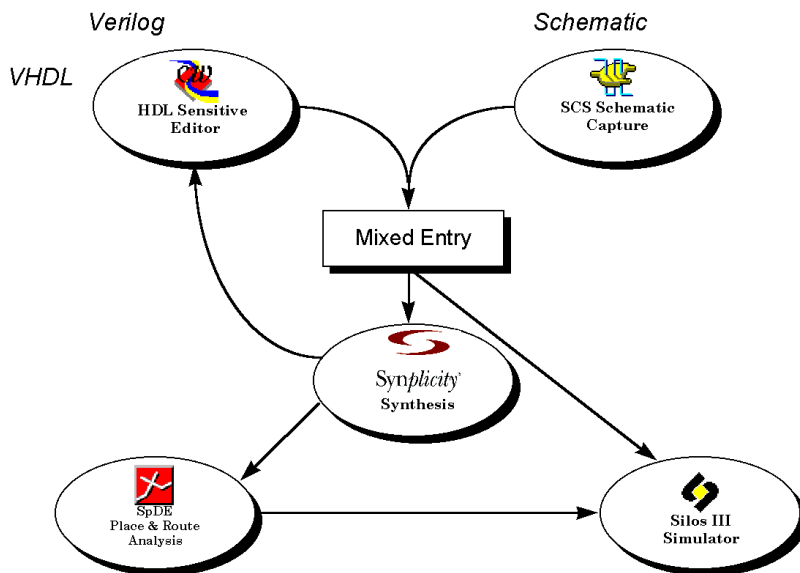 Verilog
Schematic
VHDL
HDL Sensitive
Editor
SCS Schematic
Capture
Mixed Entry
Synplicity
Synthesis
SpDE
Place & Route
Analysis
Silos III
Simulator